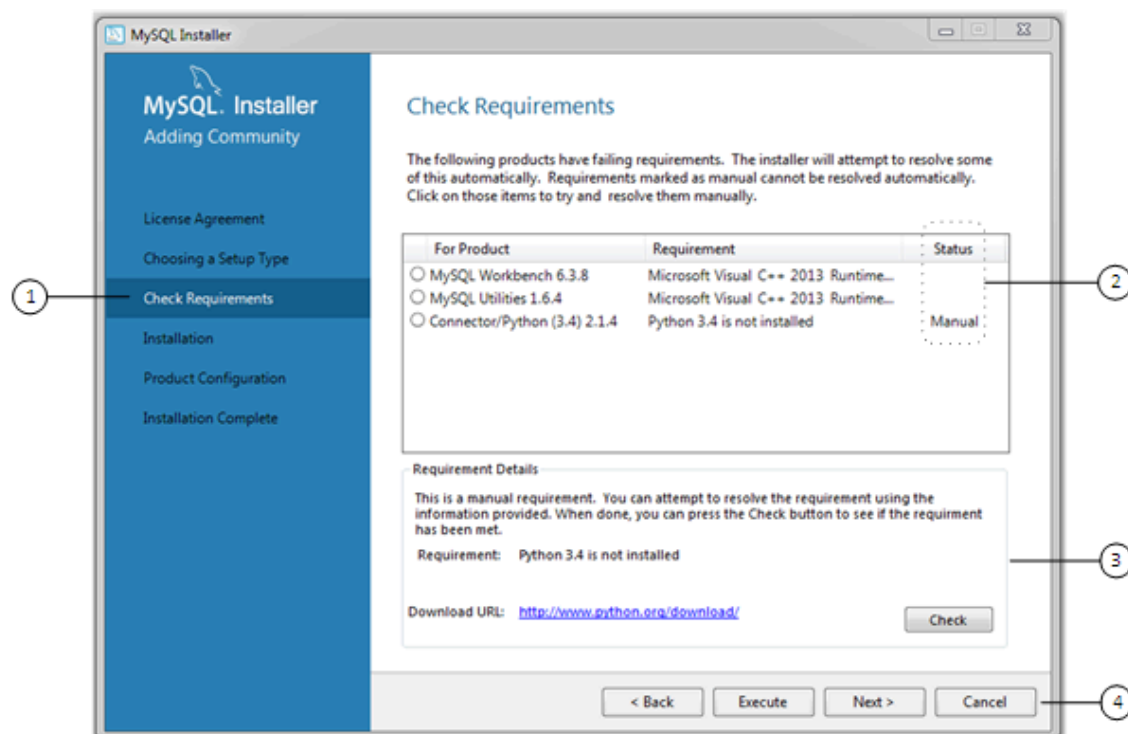 MySQL Installer
MySQL. Installer
Adding Community
License Agreement
Choosing a Setup Type
Check Requirements
Installation
Product Configuration
Installation Complete
1
Check Requirements
The following products have failing requirements. The installer will attempt to resolve some
of this automatically. Requirements marked as manual cannot be resolved automatically.
Click on those items to try and resolve them manually.
For Product Requirement Status
MySQL Workbench 6.3.8 Microsoft Visual C++ 2013 Runtime...
MySQL Utilities 1.6.4 Microsoft Visual C++ 2013 Runtime...
Connector/Python (3.4) 2.1.4 Python 3.4 is not installed Manual
2
Requirement Details
This is a manual requirement. You can attempt to resolve the requirement using the
information provided. When done, you can press the Check button to see if the requirment
has been met.
Requirement: Python 3.4 is not installed
3
Download URL: http://www.python.org/download/
Check
< Back Execute Next > Cancel
4